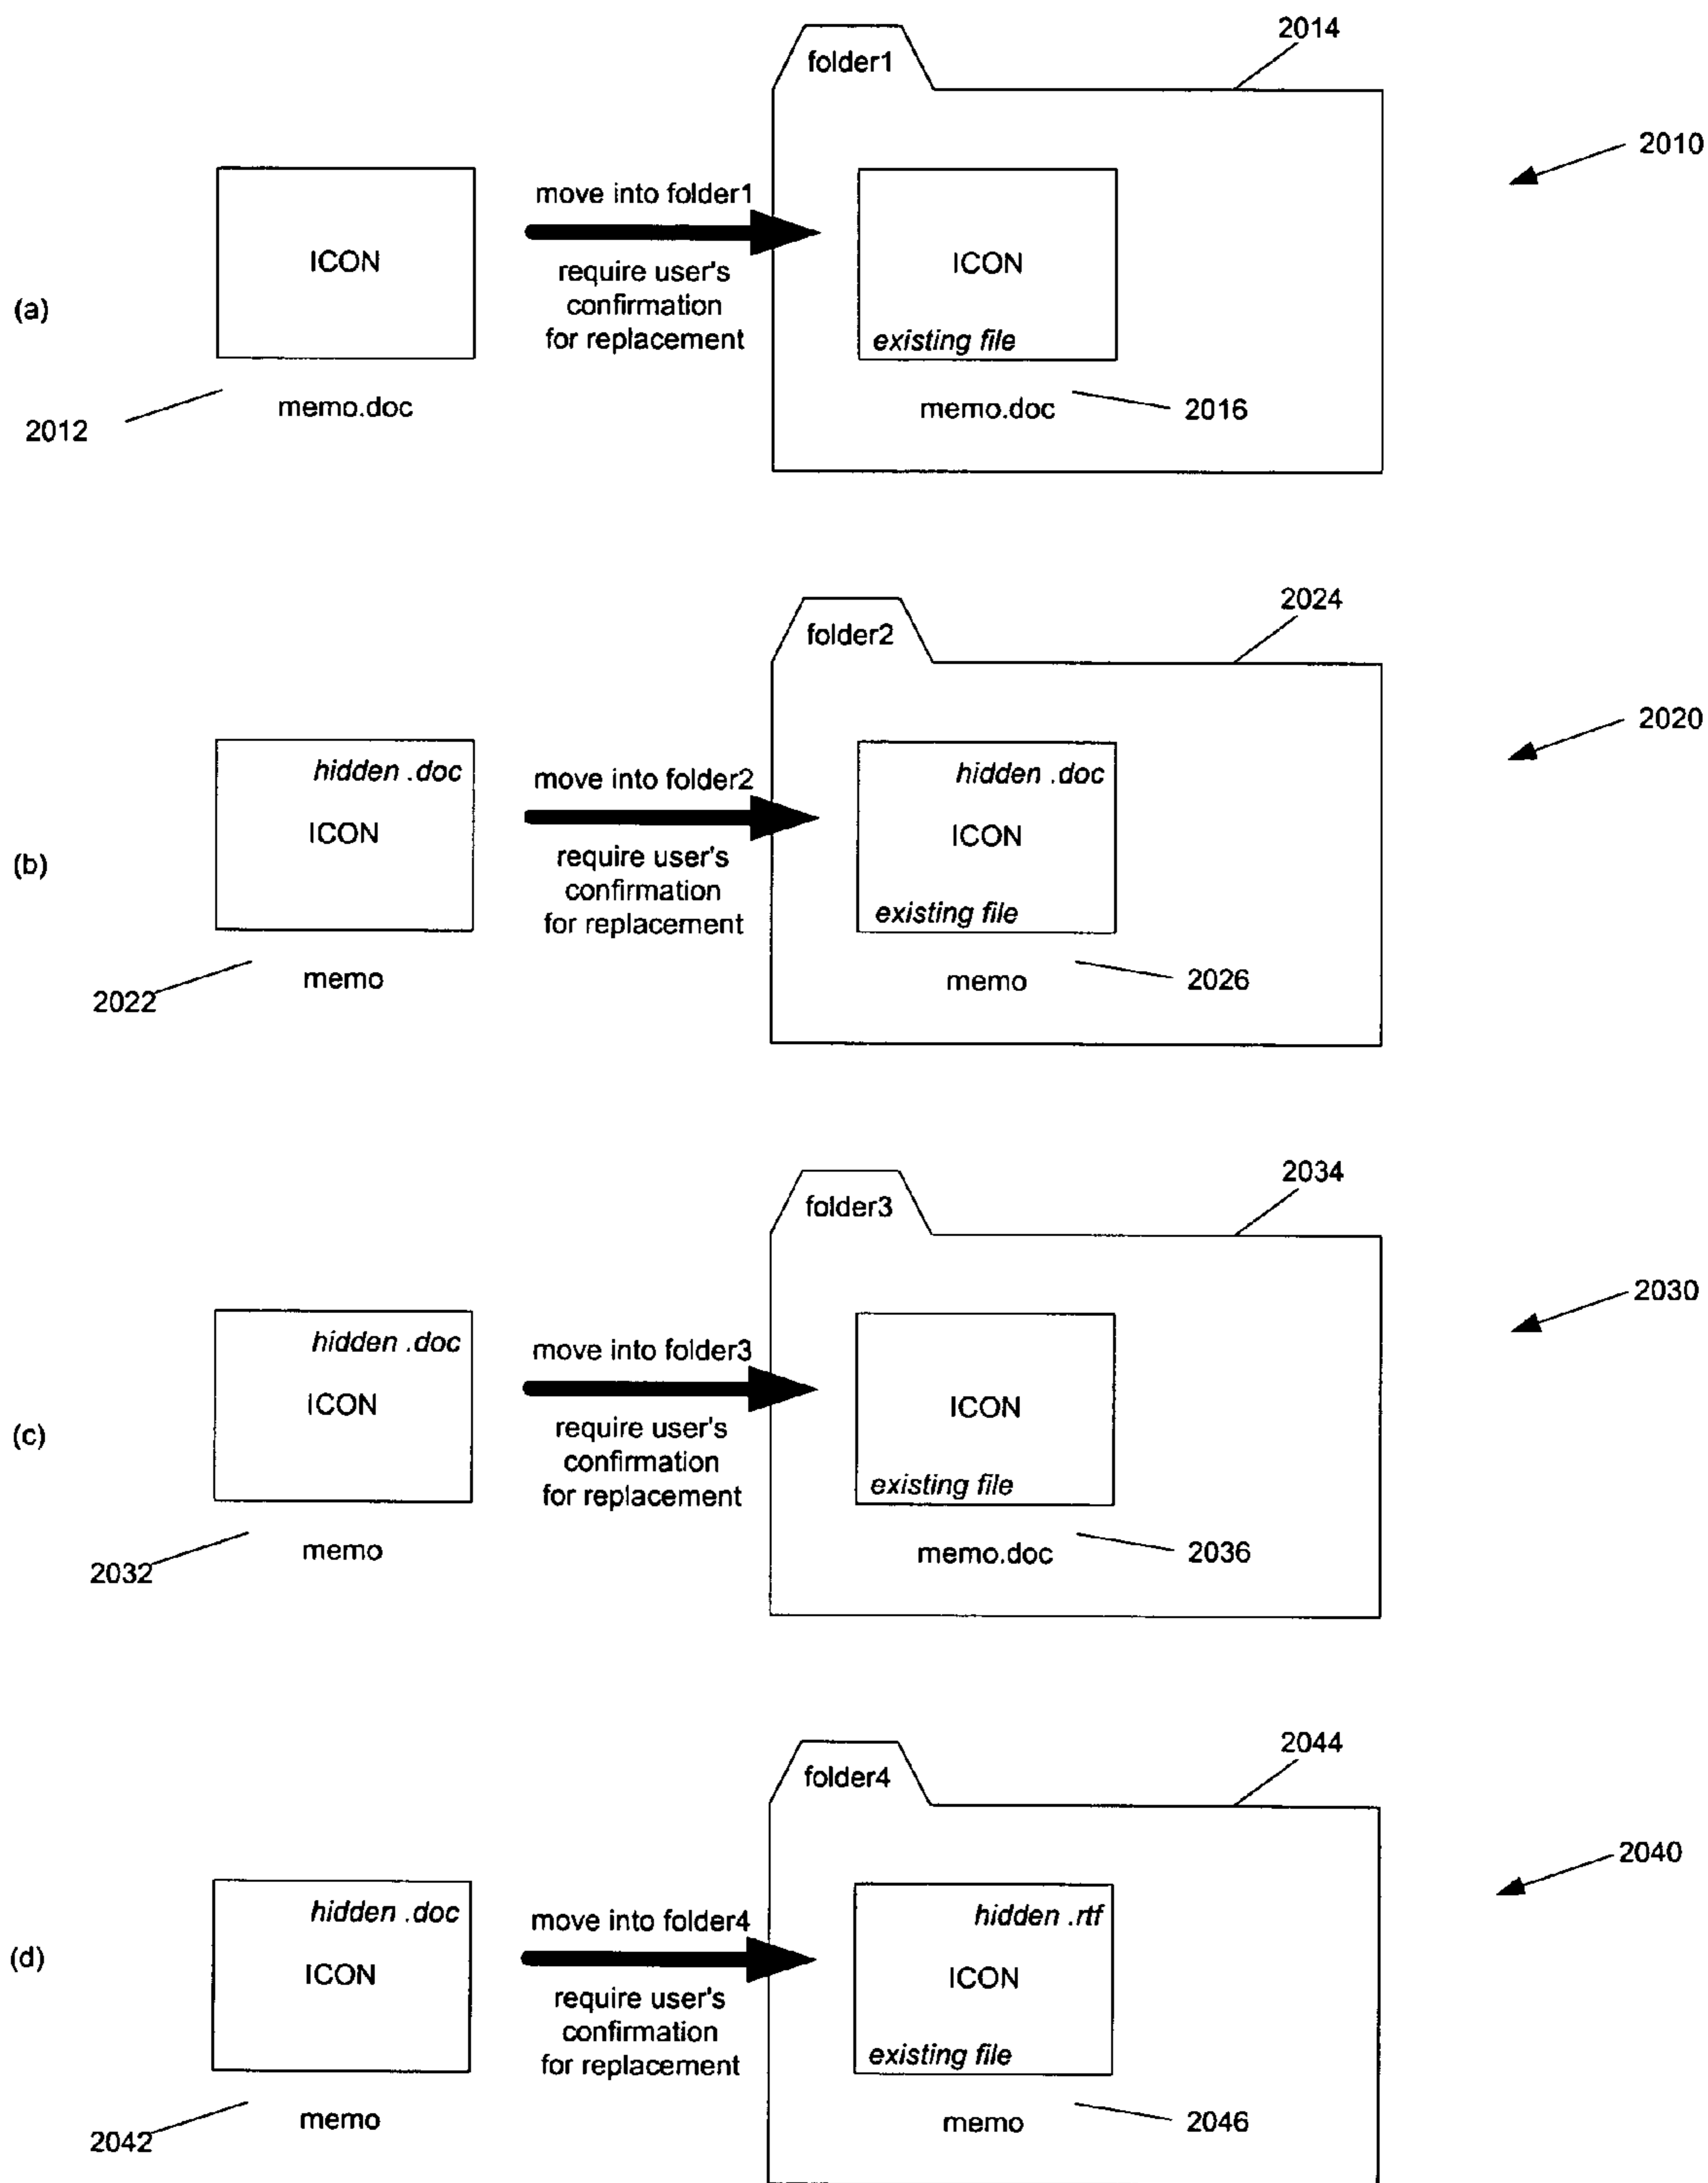 2014
folder1
2010
move into folder1
ICON
ICON
require user's
confirmation
for replacement
(a)
existing file
memo.doc
memo.doc
2016
2012
2024
folder2
2020
hidden .doc
hidden .doc
move into folder2
ICON
ICON
require user's
confirmation
for replacement
(b)
existing file
memo
memo
2026
2022
2034
folder3
2030
hidden .doc
move into folder3
ICON
ICON
require user's
confirmation
for replacement
(c)
existing file
memo
memo.doc
2036
2032
2044
folder4
2040
hidden .doc
hidden .rtf
move into folder4
(d)
ICON
ICON
require user's
confirmation
for replacement
existing file
memo
memo
2046
2042